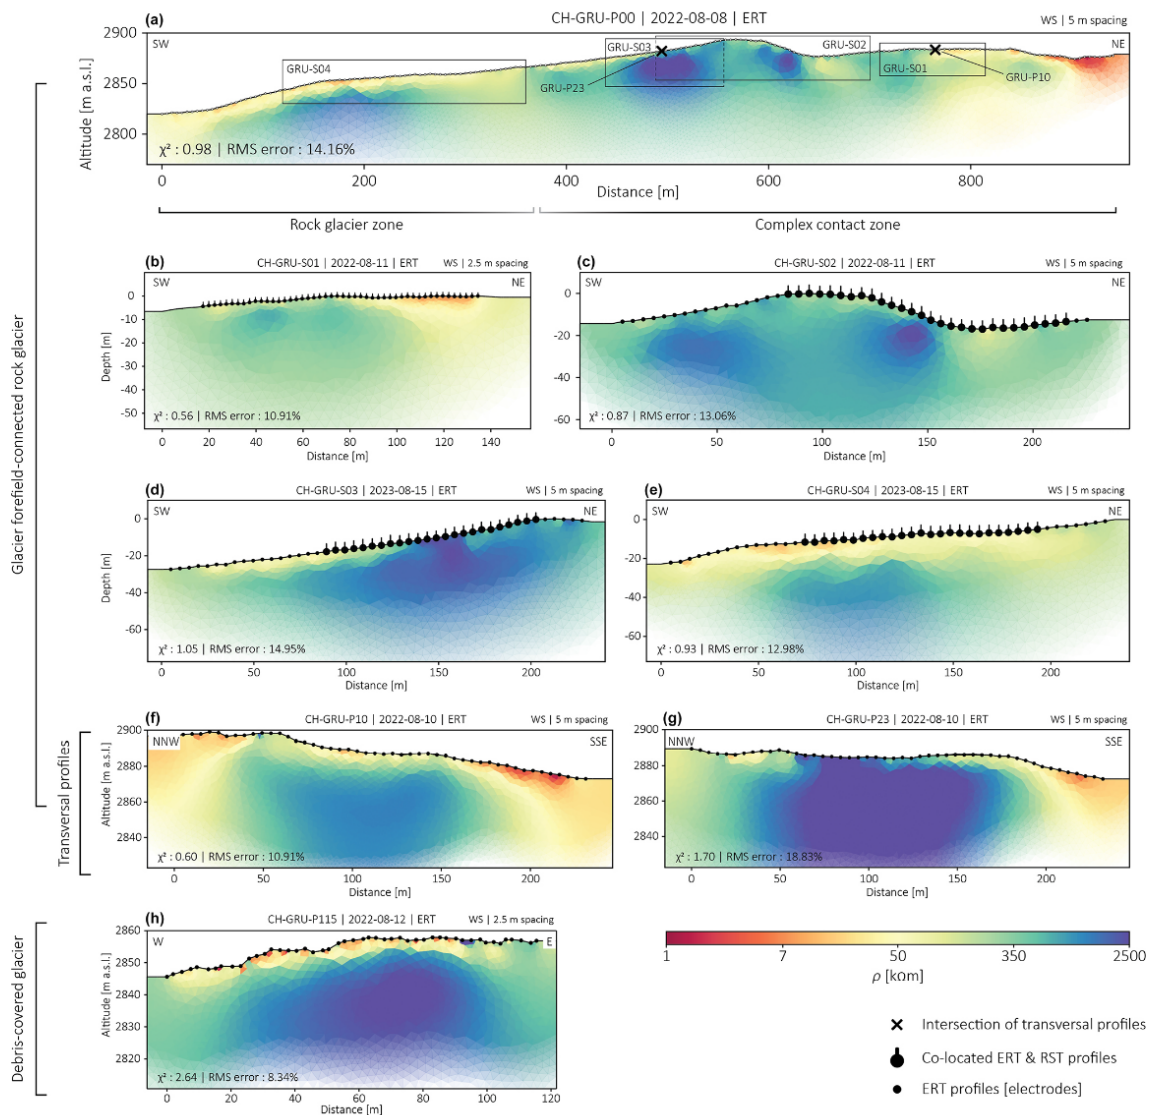 (a) CH-GRU-P00 | 2022-08-08 | ERT WS | 5 m spacing
SW NE
GRU-S04 GRU-S03 GRU-S02 GRU-S01
GRU-P23 GRU-P10
2900
2850
2800
Altitude [m a.s.l.]
χ² : 0.98 | RMS error : 14.16%
0 200 400 600 800
Distance [m]
Rock glacier zone Complex contact zone
Glacier forefield-connected rock glacier
(b) CH-GRU-S01 | 2022-08-11 | ERT WS | 2.5 m spacing
SW NE
0
-10
-20
-30
-40
-50
Depth [m]
χ² : 0.56 | RMS error : 10.91%
0 20 40 60 80 100 120 140
Distance [m]
(c) CH-GRU-S02 | 2022-08-11 | ERT WS | 5m spacing
SW NE
0
-20
-40
-60
χ² : 0.87 | RMS error : 13.06%
0 50 100 150 200
Distance [m]
(d) CH-GRU-S03 | 2023-08-15 | ERT WS | 5 m spacing
SW NE
0
-20
-40
-60
Depth [m]
χ² : 1.05 | RMS error : 14.95%
0 50 100 150 200
Distance [m]
(e) CH-GRU-S04 | 2023-08-15 | ERT WS | 5 m spacing
SW NE
0
-20
-40
-60
χ² : 0.93 | RMS error : 12.98%
0 50 100 150 200
Distance [m]
Transversal profiles
(f) CH-GRU-P10 | 2022-08-10 | ERT WS | 5 m spacing
NNW SSE
2900
2880
2860
2840
Altitude [m a.s.l.]
χ² : 0.60 | RMS error : 10.91%
0 50 100 150 200
Distance [m]
(g) CH-GRU-P23 | 2022-08-10 | ERT WS | 5 m spacing
NNW SSE
2900
2880
2860
2840
χ² : 1.70 | RMS error : 18.83%
0 50 100 150 200
Distance [m]
Debris-covered glacier
(h) CH-GRU-P115 | 2022-08-12 | ERT WS | 2.5 m spacing
W E
2860
2850
2840
2830
2820
Altitude [m a.s.l.]
χ² : 2.64 | RMS error : 8.34%
0 20 40 60 80 100 120
Distance [m]
1 7 50 350 2500
ρ [kΩm]
Intersection of transversal profiles
Co-located ERT & RST profiles
ERT profiles [electrodes]